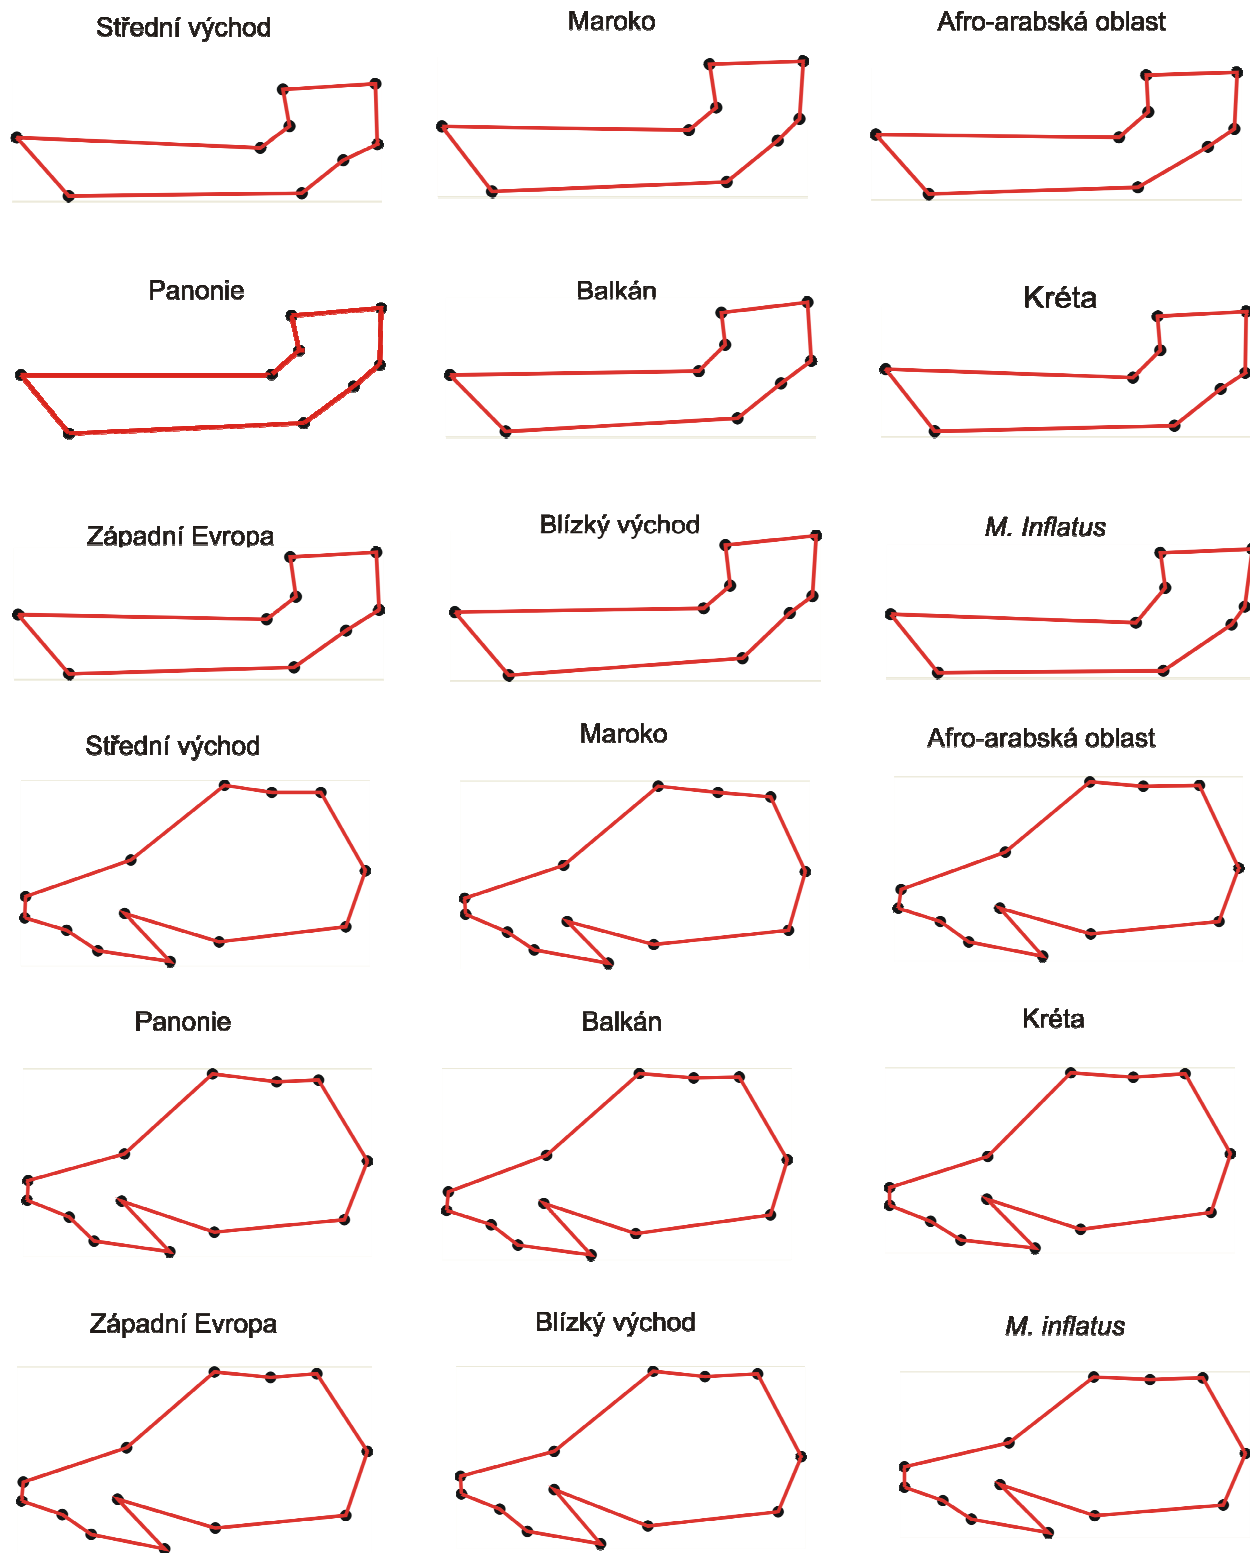 Střední východ
Maroko
Afro-arabská oblast
Panonie
Balkán
Kréta
Západní Evropa
Blízký východ
M. Inflatus
Střední východ
Maroko
Afro-arabská oblast
Panonie
Balkán
Kréta
Západní Evropa
Blízký východ
M. inflatus